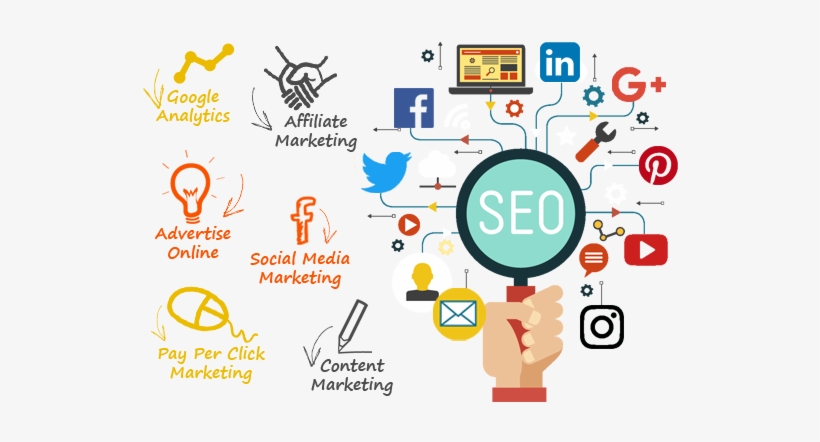 Google
Analytics
Affiliate
Marketing
Advertise
Online
Social Media
Marketing
Pay Per Click
Marketing
Content
Marketing
SEO
in
G+